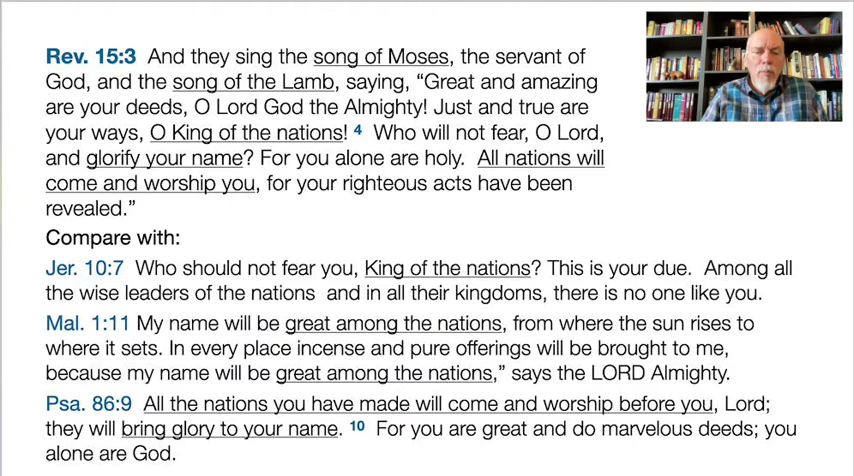 Rev. 15:3 And they sing the song of Moses, the servant of
God, and the song of the Lamb, saying, “Great and amazing
are your deeds, O Lord God the Almighty! Just and true are
your ways, O King of the nations! 4 Who will not fear, O Lord,
and glorify your name? For you alone are holy. All nations will
come and worship you, for your righteous acts have been
revealed.”
Compare with:
Jer. 10:7 Who should not fear you, King of the nations? This is your due. Among all
the wise leaders of the nations and in all their kingdoms, there is no one like you.
Mal. 1:11 My name will be great among the nations, from where the sun rises to
where it sets. In every place incense and pure offerings will be brought to me,
because my name will be great among the nations,” says the LORD Almighty.
Psa. 86:9 All the nations you have made will come and worship before you, Lord;
they will bring glory to your name. 10 For you are great and do marvelous deeds; you
alone are God.